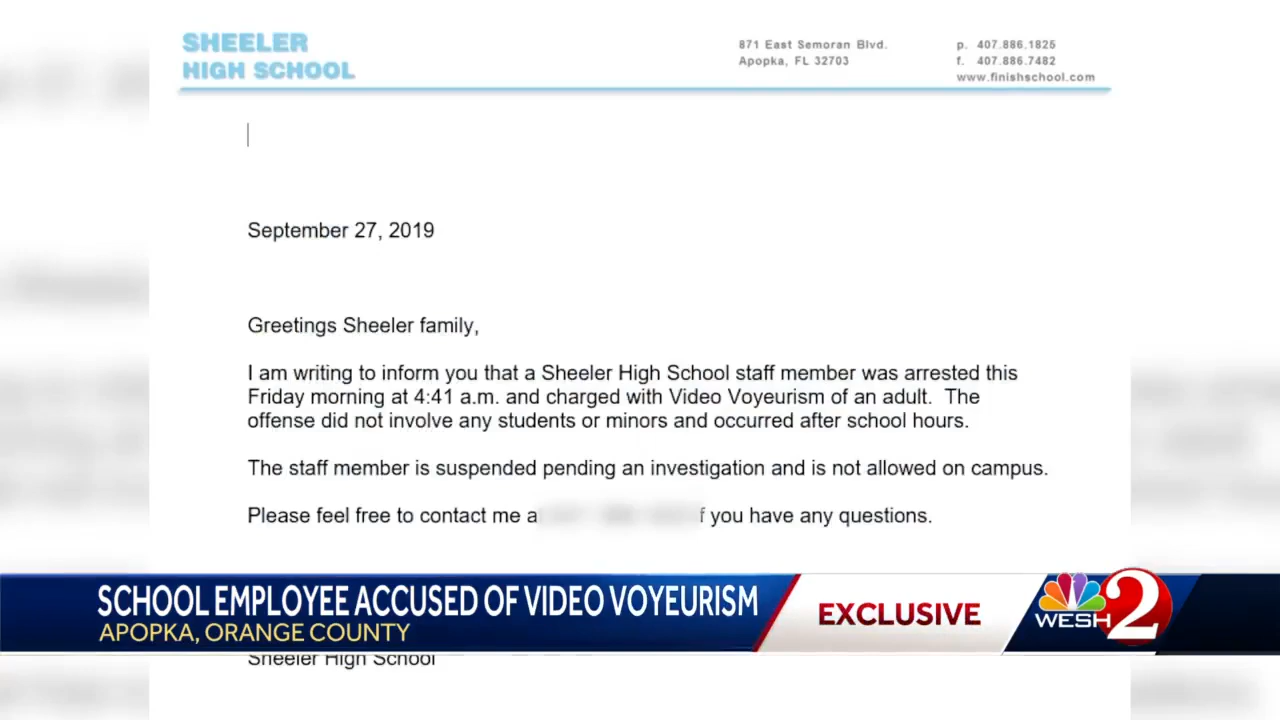 SHEELER
HIGH SCHOOL
871 East Semoran Blvd.
Apopka, FL 32703
p. 407.886.1825
f. 407.886.7482
www.finishschool.com
September 27, 2019
Greetings Sheeler family,
I am writing to inform you that a Sheeler High School staff member was arrested this
Friday morning at 4:41 a.m. and charged with Video Voyeurism of an adult. The
offense did not involve any students or minors and occurred after school hours.
The staff member is suspended pending an investigation and is not allowed on campus.
Please feel free to contact me a f you have any questions.
SCHOOL EMPLOYEE ACCUSED OF VIDEO VOYEURISM
APOPKA, ORANGE COUNTY
EXCLUSIVE
WESH 2
Sheeler High School